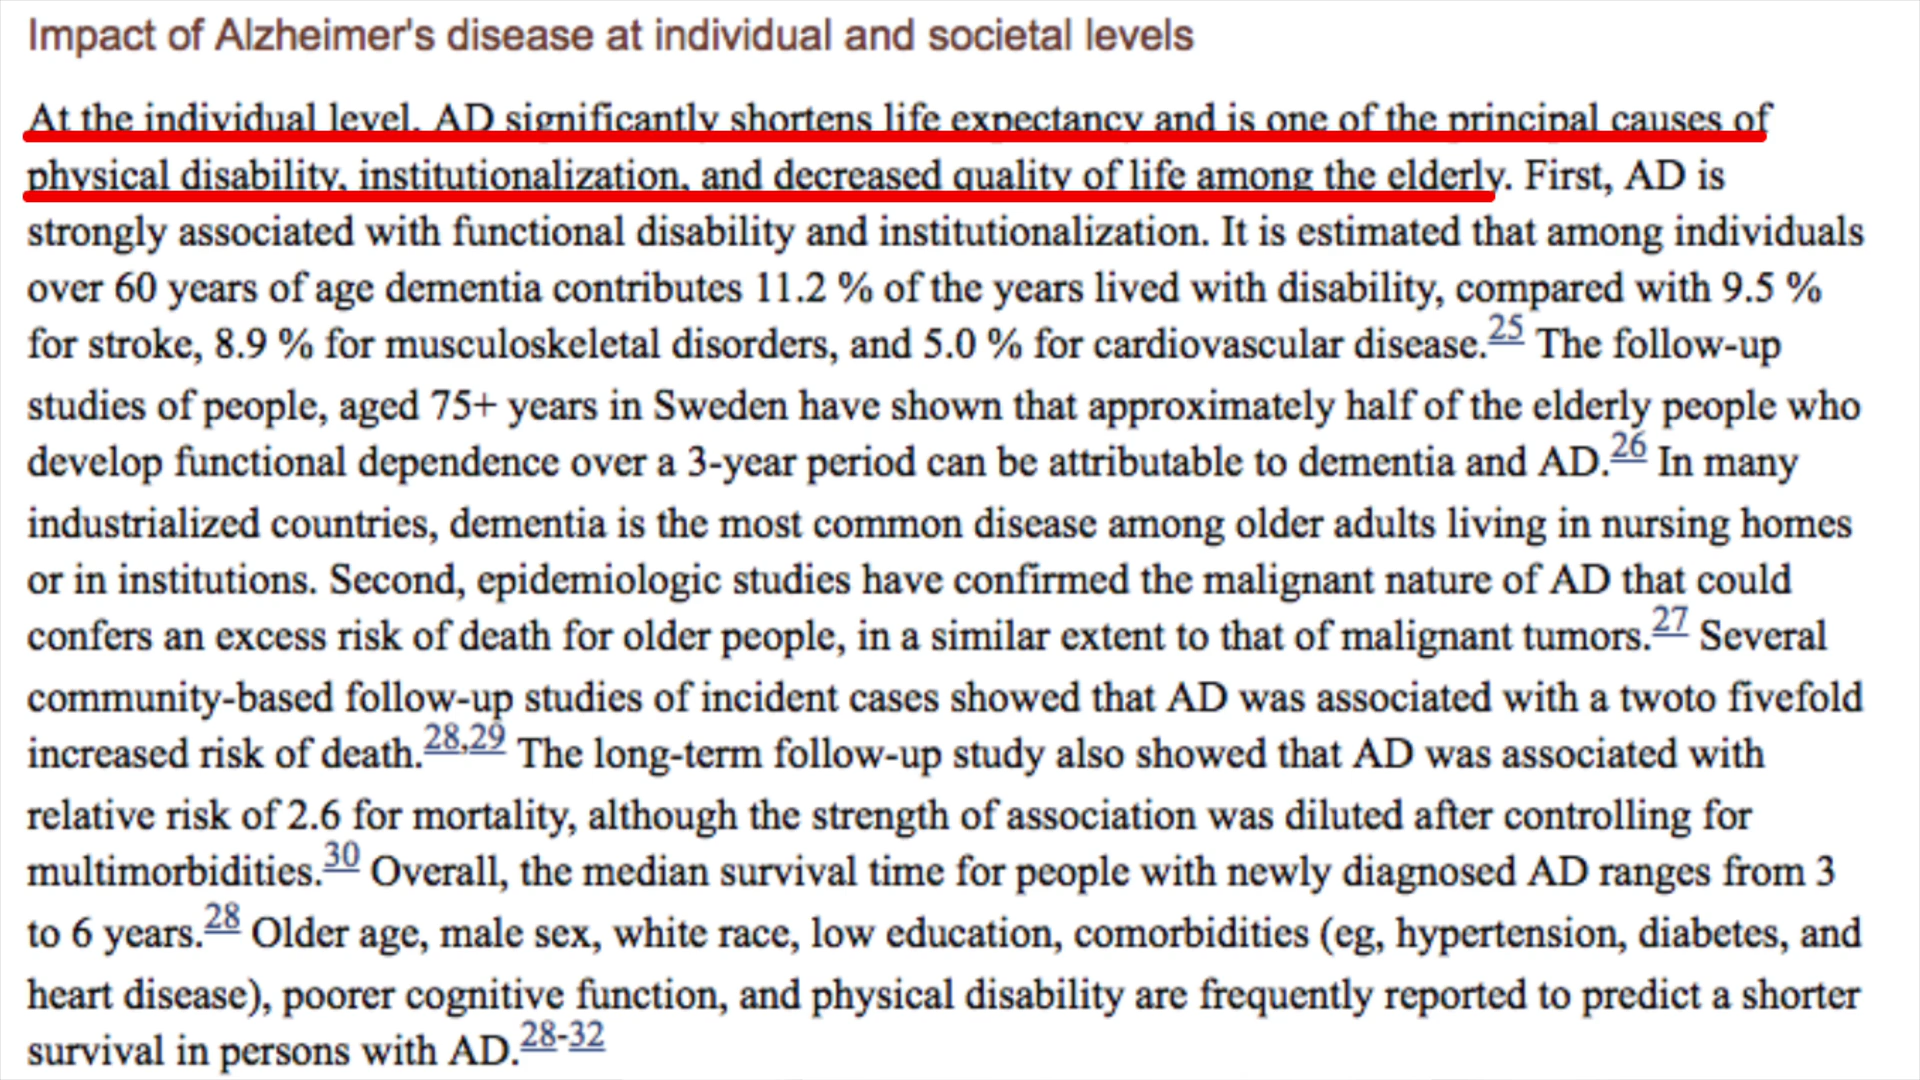 Impact of Alzheimer's disease at individual and societal levels
At the individual level, AD significantly shortens life expectancy and is one of the principal causes of
physical disability, institutionalization, and decreased quality of life among the elderly. First, AD is
strongly associated with functional disability and institutionalization. It is estimated that among individuals
over 60 years of age dementia contributes 11.2 % of the years lived with disability, compared with 9.5 %
for stroke, 8.9 % for musculoskeletal disorders, and 5.0 % for cardiovascular disease.25 The follow-up
studies of people, aged 75+ years in Sweden have shown that approximately half of the elderly people who
develop functional dependence over a 3-year period can be attributable to dementia and AD.26 In many
industrialized countries, dementia is the most common disease among older adults living in nursing homes
or in institutions. Second, epidemiologic studies have confirmed the malignant nature of AD that could
confers an excess risk of death for older people, in a similar extent to that of malignant tumors.27 Several
community-based follow-up studies of incident cases showed that AD was associated with a twoto fivefold
increased risk of death.28,29 The long-term follow-up study also showed that AD was associated with
relative risk of 2.6 for mortality, although the strength of association was diluted after controlling for
multimorbidities.30 Overall, the median survival time for people with newly diagnosed AD ranges from 3
to 6 years.28 Older age, male sex, white race, low education, comorbidities (eg, hypertension, diabetes, and
heart disease), poorer cognitive function, and physical disability are frequently reported to predict a shorter
survival in persons with AD.28-32